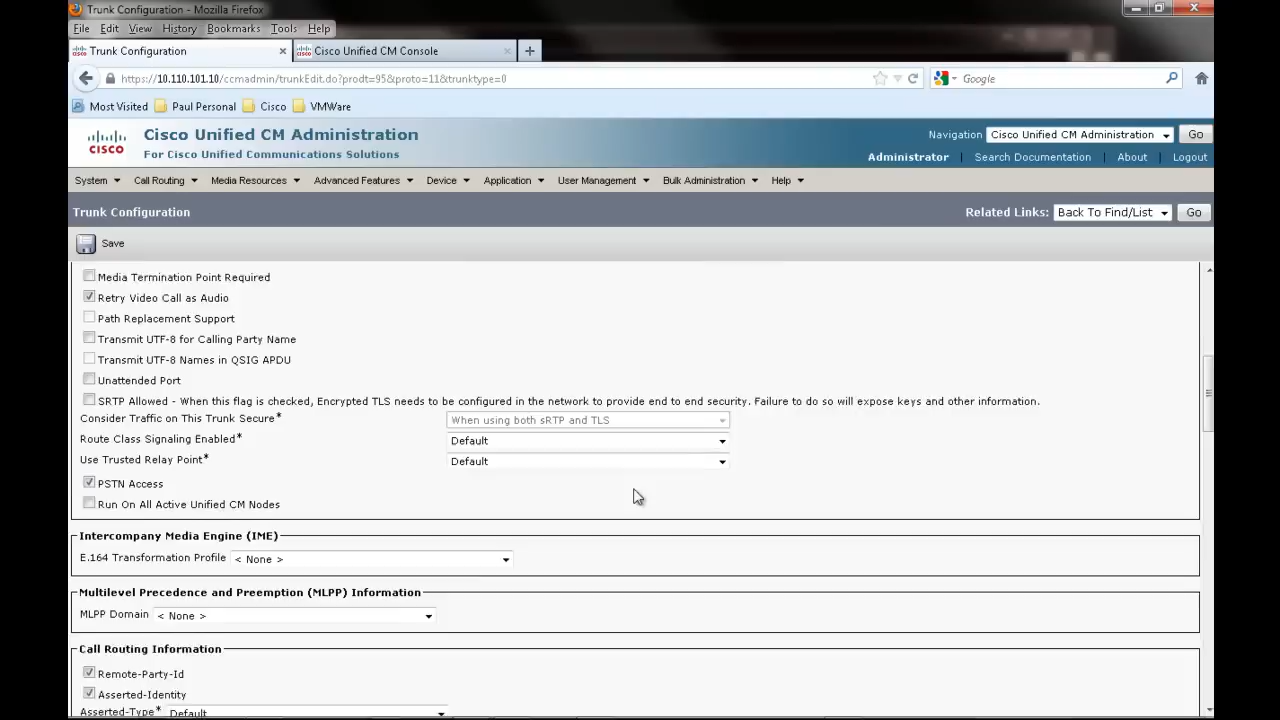 Trunk Configuration - Mozilla Firefox
File Edit View History Bookmarks Tools Help
Trunk Configuration × Cisco Unified CM Console × +
https://10.110.101.10/ccmadmin/trunkEdit.do?prodt=95&proto=11&trunktype=0 Google
Most Visited Paul Personal Cisco VMWare
CISCO Cisco Unified CM Administration Navigation Cisco Unified CM Administration Go
For Cisco Unified Communications Solutions Administrator | Search Documentation | About | Logout
System Call Routing Media Resources Advanced Features Device Application User Management Bulk Administration Help
Trunk Configuration Related Links: Back To Find/List Go
Save
Media Termination Point Required
Retry Video Call as Audio
Path Replacement Support
Transmit UTF-8 for Calling Party Name
Transmit UTF-8 Names in QSIG APDU
Unattended Port
SRTP Allowed - When this flag is checked, Encrypted TLS needs to be configured in the network to provide end to end security. Failure to do so will expose keys and other information.
Consider Traffic on This Trunk Secure* When using both sRTP and TLS
Route Class Signaling Enabled* Default
Use Trusted Relay Point* Default
PSTN Access
Run On All Active Unified CM Nodes
Intercompany Media Engine (IME)
E.164 Transformation Profile < None >
Multilevel Precedence and Preemption (MLPP) Information
MLPP Domain < None >
Call Routing Information
Remote-Party-Id
Asserted-Identity
Asserted-Type* Default